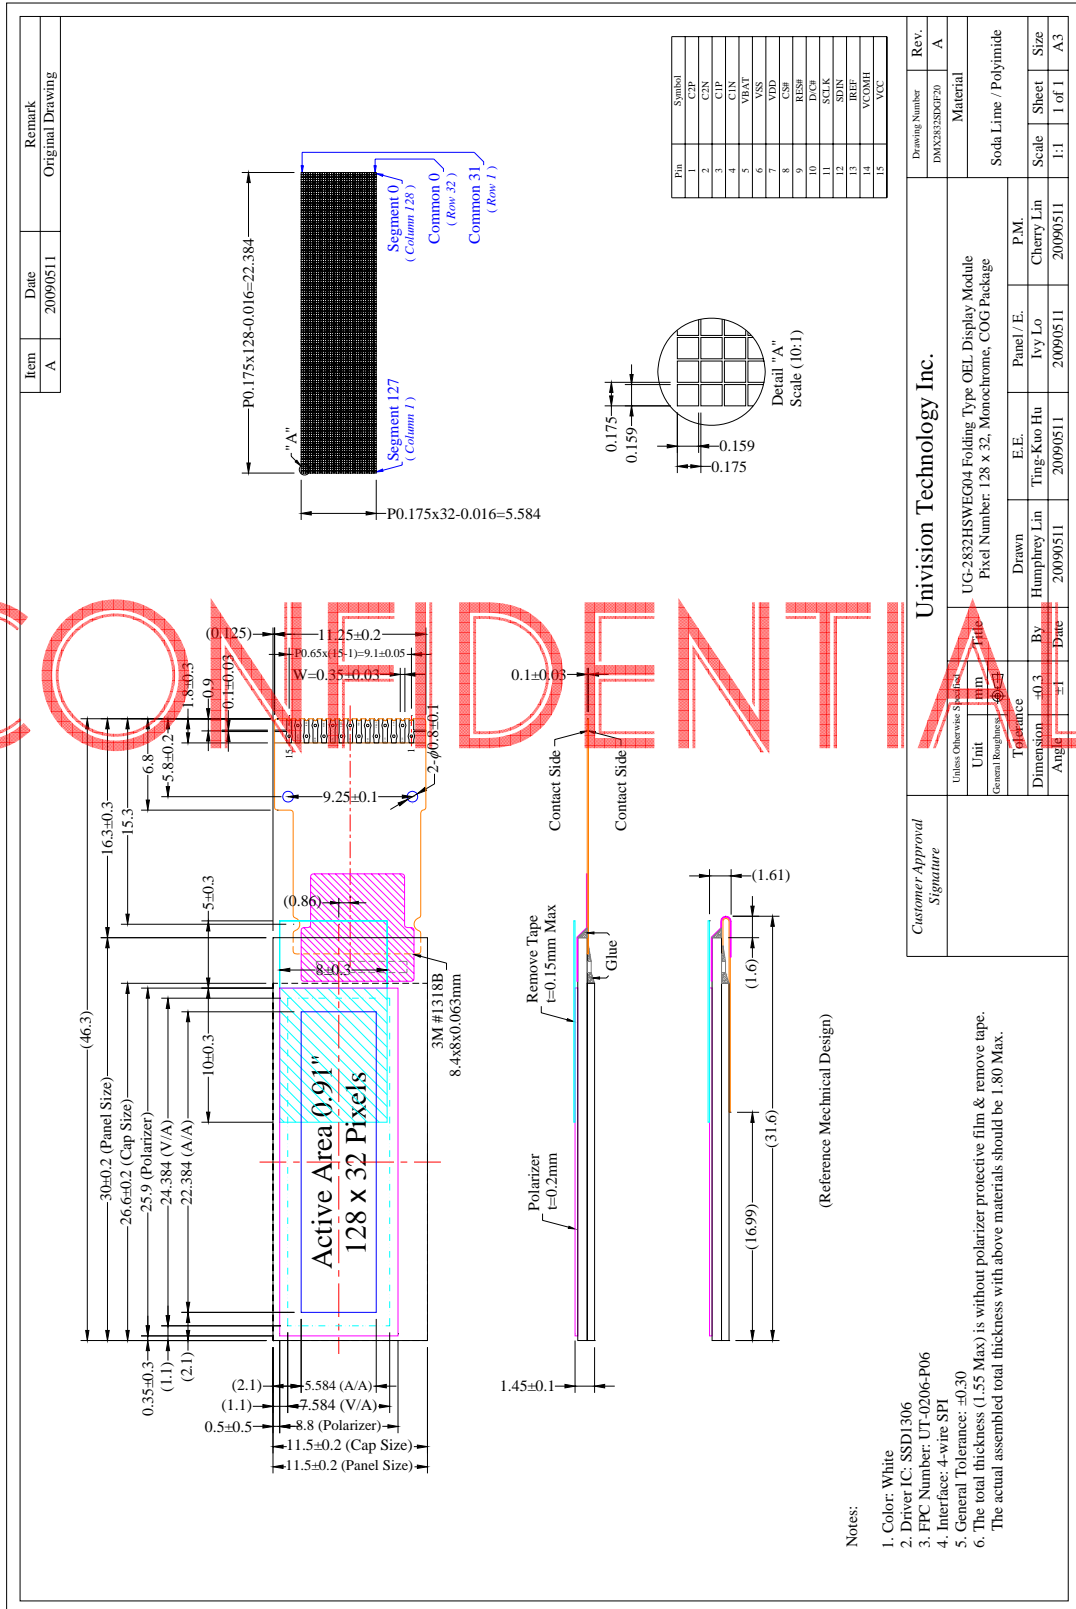 Item
Date
Remark
A
20090511
Original Drawing
P0.175x128-0.016=22.384
"A"
Segment 127
( Column 1 )
Segment 0
( Column 128 )
Common 0
( Row 32 )
Common 31
( Row 1 )
P0.175x32-0.016=5.584
0.175
0.159
0.159
0.175
Detail "A"
Scale (10:1)
Pin Symbol
1 C2P
2 C2N
3 C1P
4 C1N
5 VBAT
6 VSS
7 VDD
8 CS#
9 RES#
10 D/C#
11 SCLK
12 SDIN
13 IREF
14 VCOMH
15 VCC
CONFIDENTIAL
(46.3)
30±0.2 (Panel Size)
26.6±0.2 (Cap Size)
25.9 (Polarizer)
24.384 (V/A)
22.384 (A/A)
0.35±0.3
(1.1)
(2.1)
16.3±0.3
15.3
6.8
5.8±0.2
1.8±0.3
0.9
0.1±0.03
5±0.3
10±0.3
8±0.3
(0.86)
(0.125)
11.25±0.2
P0.65x(15-1)=9.1±0.05
W=0.35±0.03
15
1
9.25±0.1
2-ϕ0.8±0.1
3M #1318B
8.4x8x0.063mm
Active Area 0.91"
128 x 32 Pixels
(2.1)
5.584 (A/A)
(1.1)
7.584 (V/A)
0.5±0.5
8.8 (Polarizer)
11.5±0.2 (Cap Size)
11.5±0.2 (Panel Size)
0.1±0.03
Contact Side
Contact Side
Remove Tape
t=0.15mm Max
Glue
Polarizer
t=0.2mm
1.45±0.1
(1.61)
(1.6)
(31.6)
(16.99)
(Reference Mechnical Design)
Notes:
1. Color: White
2. Driver IC: SSD1306
3. FPC Number: UT-0206-P06
4. Interface: 4-wire SPI
5. General Tolerance: ±0.30
6. The total thickness (1.55 Max) is without polarizer protective film & remove tape.
The actual assembled total thickness with above materials should be 1.80 Max.
Customer Approval
Signature
Univision Technology Inc.
Drawing Number
Rev.
DMX2832SDGF20
A
Unless Otherwise Specified
Unit
mm
General Roughness
Tolerance
Dimension
±0.3
Angle
±1
Title
UG-2832HSWEG04 Folding Type OEL Display Module
Pixel Number: 128 x 32, Monochrome, COG Package
Material
Soda Lime / Polyimide
Drawn
E.E.
Panel / E.
P.M.
By
Humphrey Lin
Ting-Kuo Hu
Ivy Lo
Cherry Lin
Date
20090511
20090511
20090511
20090511
Scale
Sheet
Size
1:1
1 of 1
A3